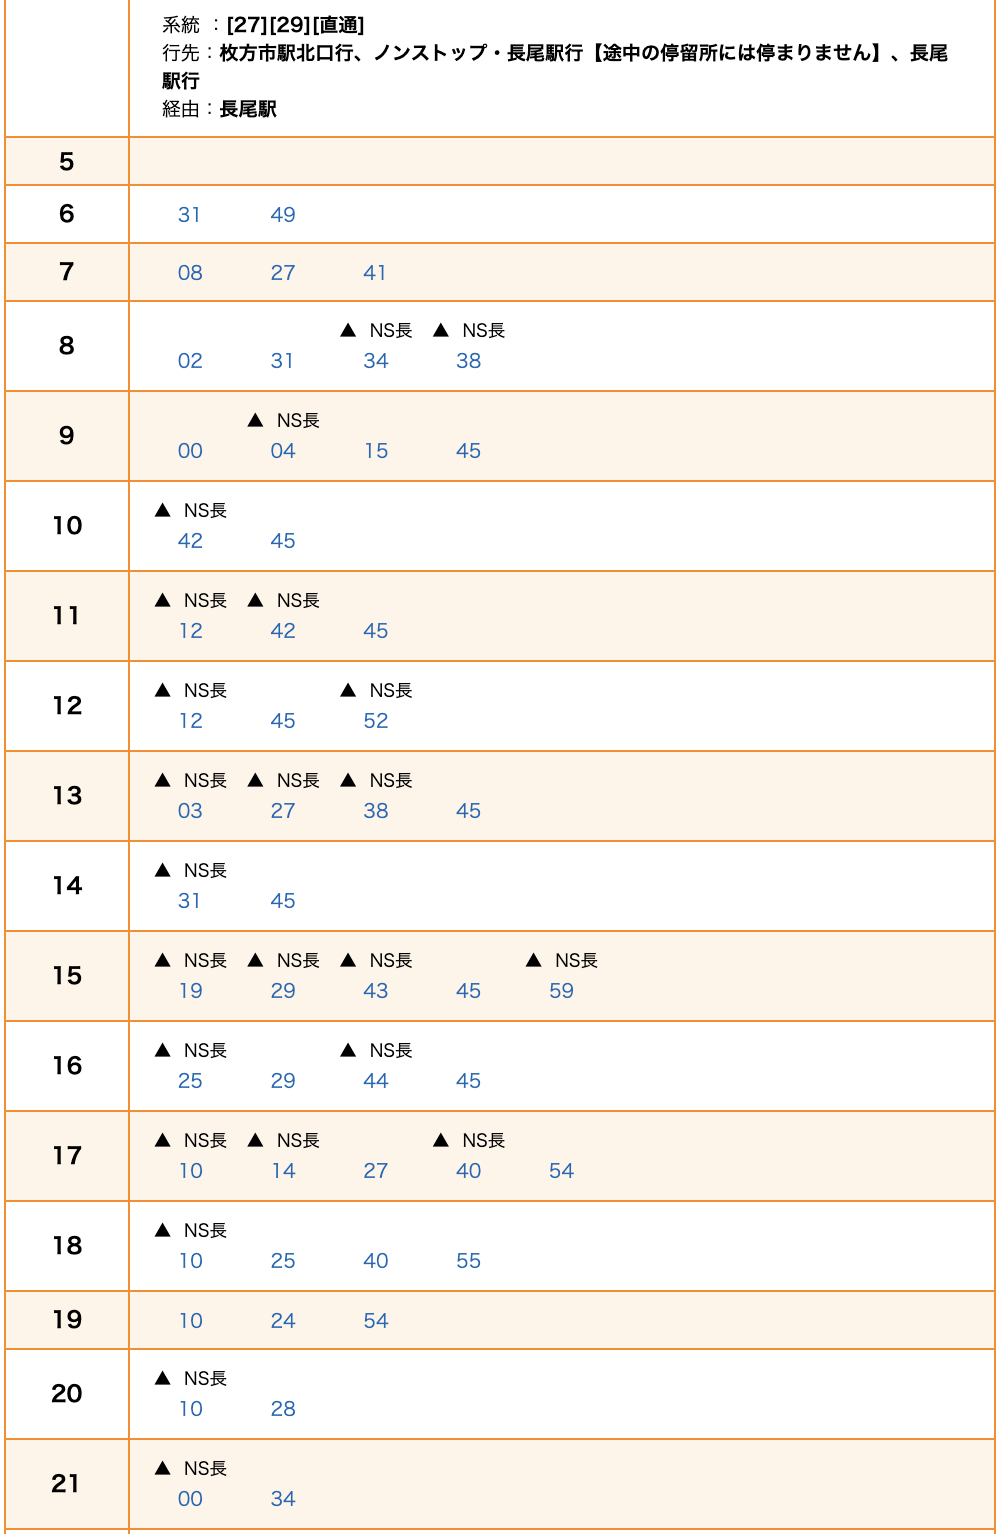 系統 ：[27][29][直通]
行先：枚方市駅北口行、ノンストップ・長尾駅行【途中の停留所には停まりません】、長尾
駅行
経由：長尾駅
5
6
31 49
7
08 27 41
8
▲ NS長 ▲ NS長
02 31 34 38
9
▲ NS長
00 04 15 45
10
▲ NS長
42 45
11
▲ NS長 ▲ NS長
12 42 45
12
▲ NS長 ▲ NS長
12 45 52
13
▲ NS長 ▲ NS長 ▲ NS長
03 27 38 45
14
▲ NS長
31 45
15
▲ NS長 ▲ NS長 ▲ NS長 ▲ NS長
19 29 43 45 59
16
▲ NS長 ▲ NS長
25 29 44 45
17
▲ NS長 ▲ NS長 ▲ NS長
10 14 27 40 54
18
▲ NS長
10 25 40 55
19
10 24 54
20
▲ NS長
10 28
21
▲ NS長
00 34